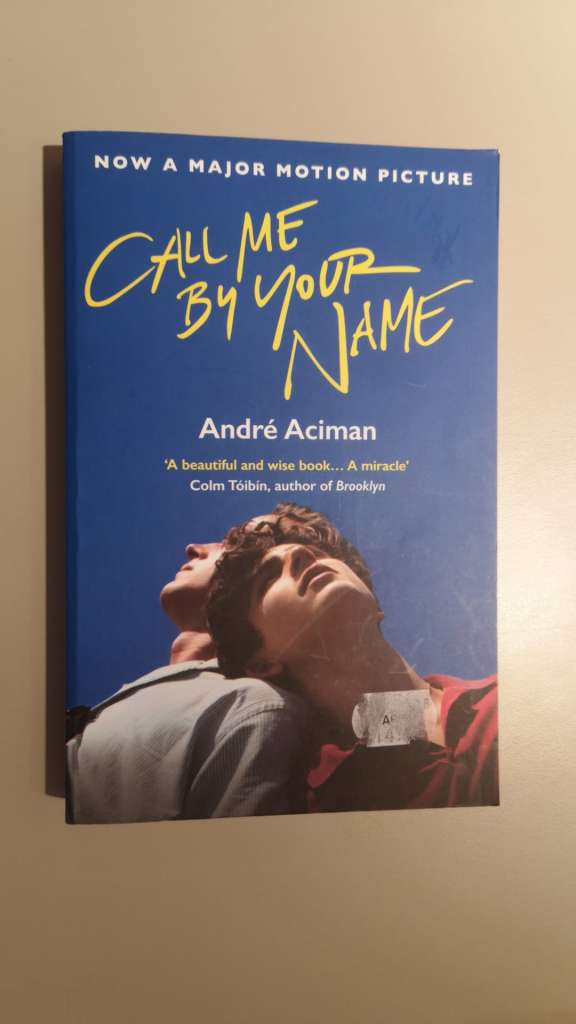 NOW A MAJOR MOTION PICTURE
CALL ME
BY YOUR
NAME
André Aciman
‘A beautiful and wise book... A miracle’
Colm Tóibín, author of Brooklyn